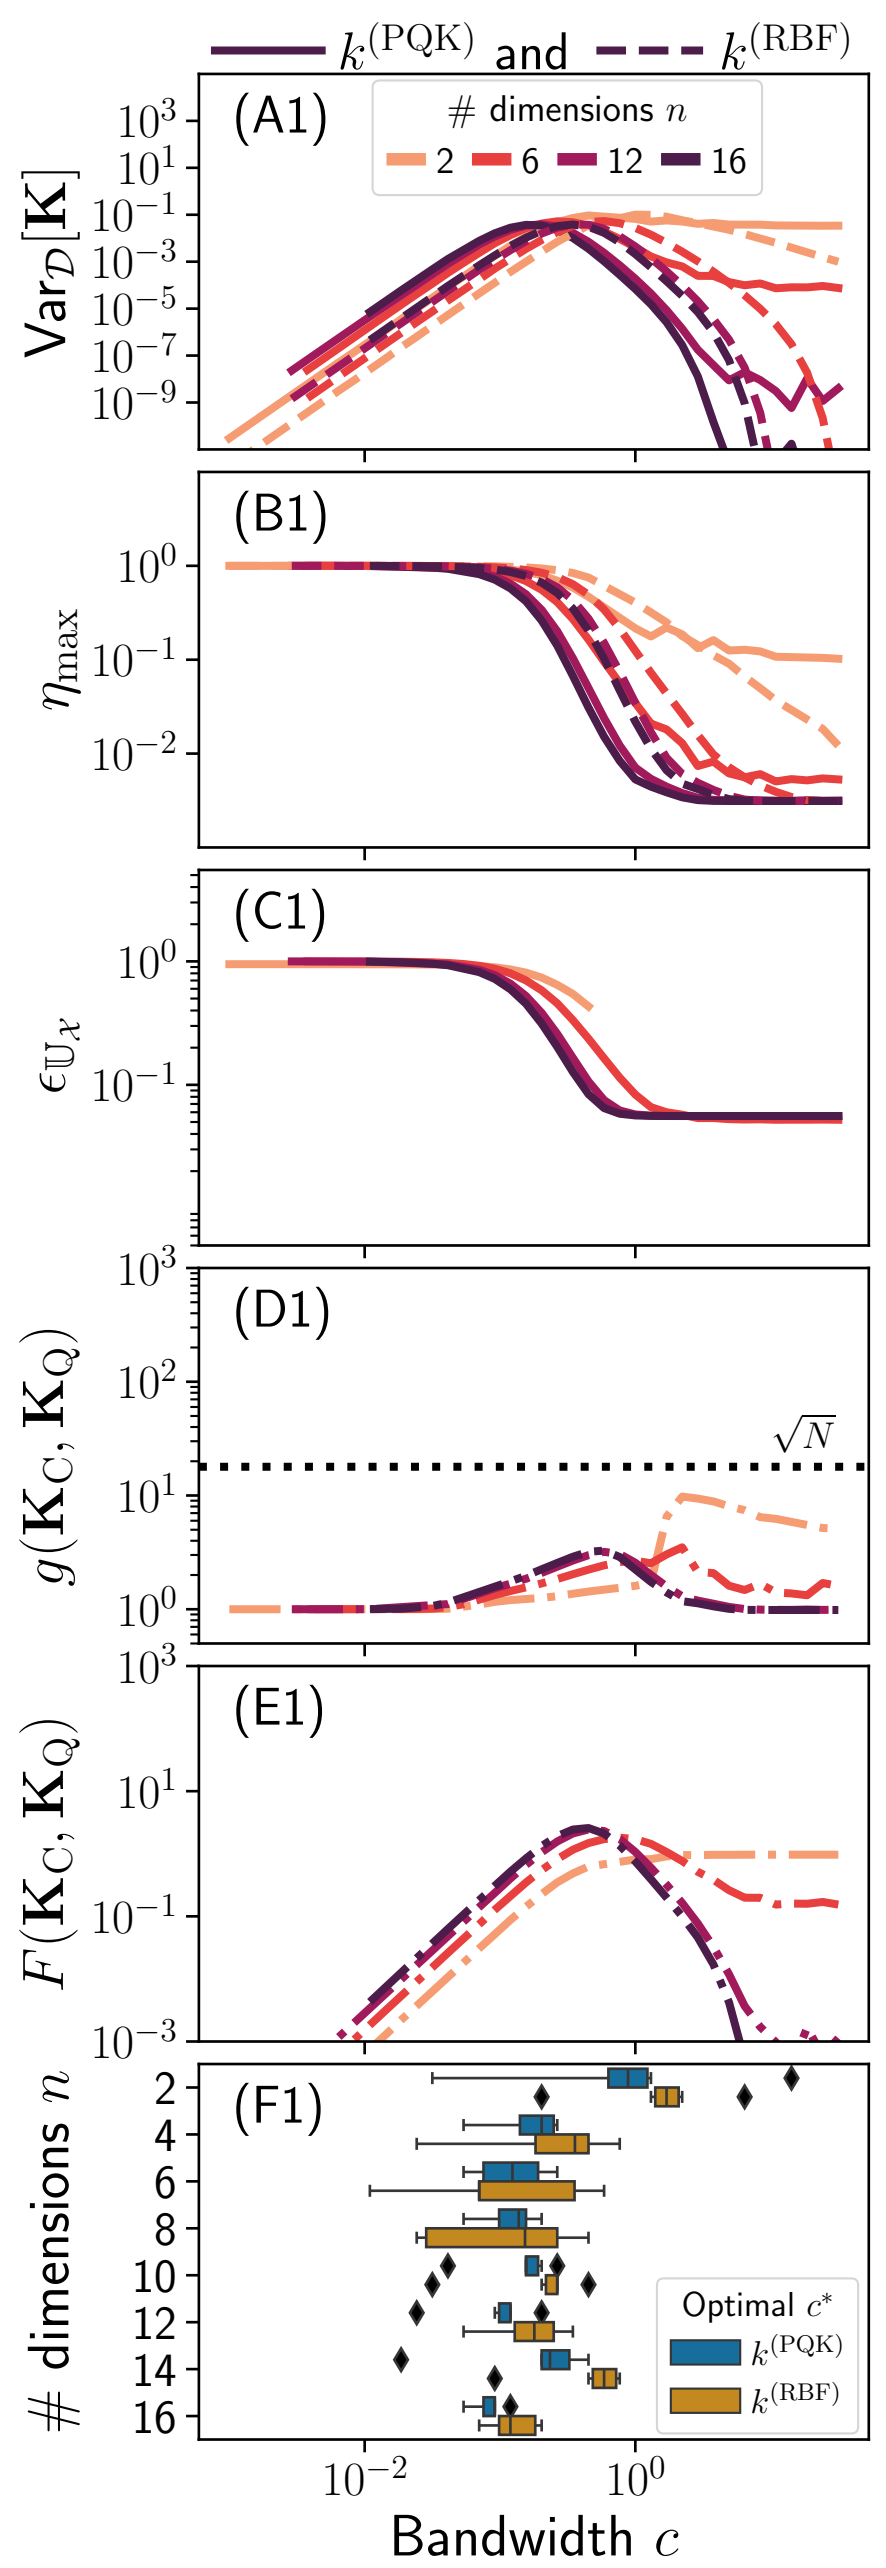 k^(PQK) and k^(RBF)
(A1)
# dimensions n
2 6 12 16
10^3
10^1
10^−1
10^−3
10^−5
10^−7
10^−9
Var_𝒟[K]
(B1)
10^0
10^−1
10^−2
η_max
(C1)
10^0
10^−1
ϵ_𝕌_𝒳
(D1)
10^3
10^2
10^1
10^0
√N
g(K_C, K_Q)
(E1)
10^3
10^1
10^−1
10^−3
F(K_C, K_Q)
(F1)
2
4
6
8
10
12
14
16
# dimensions n
Optimal c*
k^(PQK)
k^(RBF)
10^−2 10^0
Bandwidth c